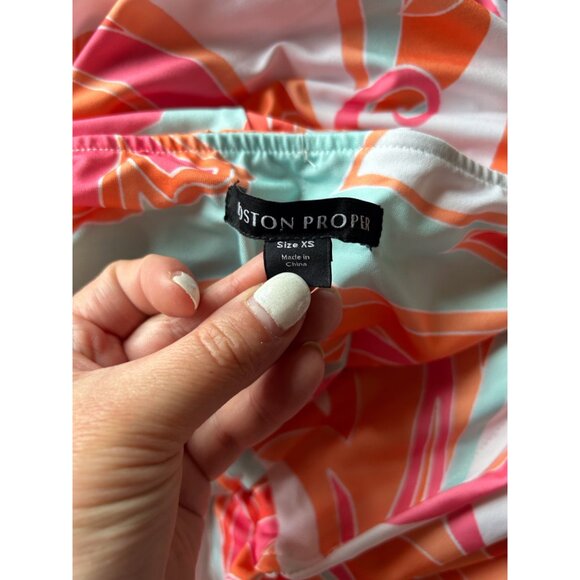 OSTON PROPER
Size XS
Made in
China